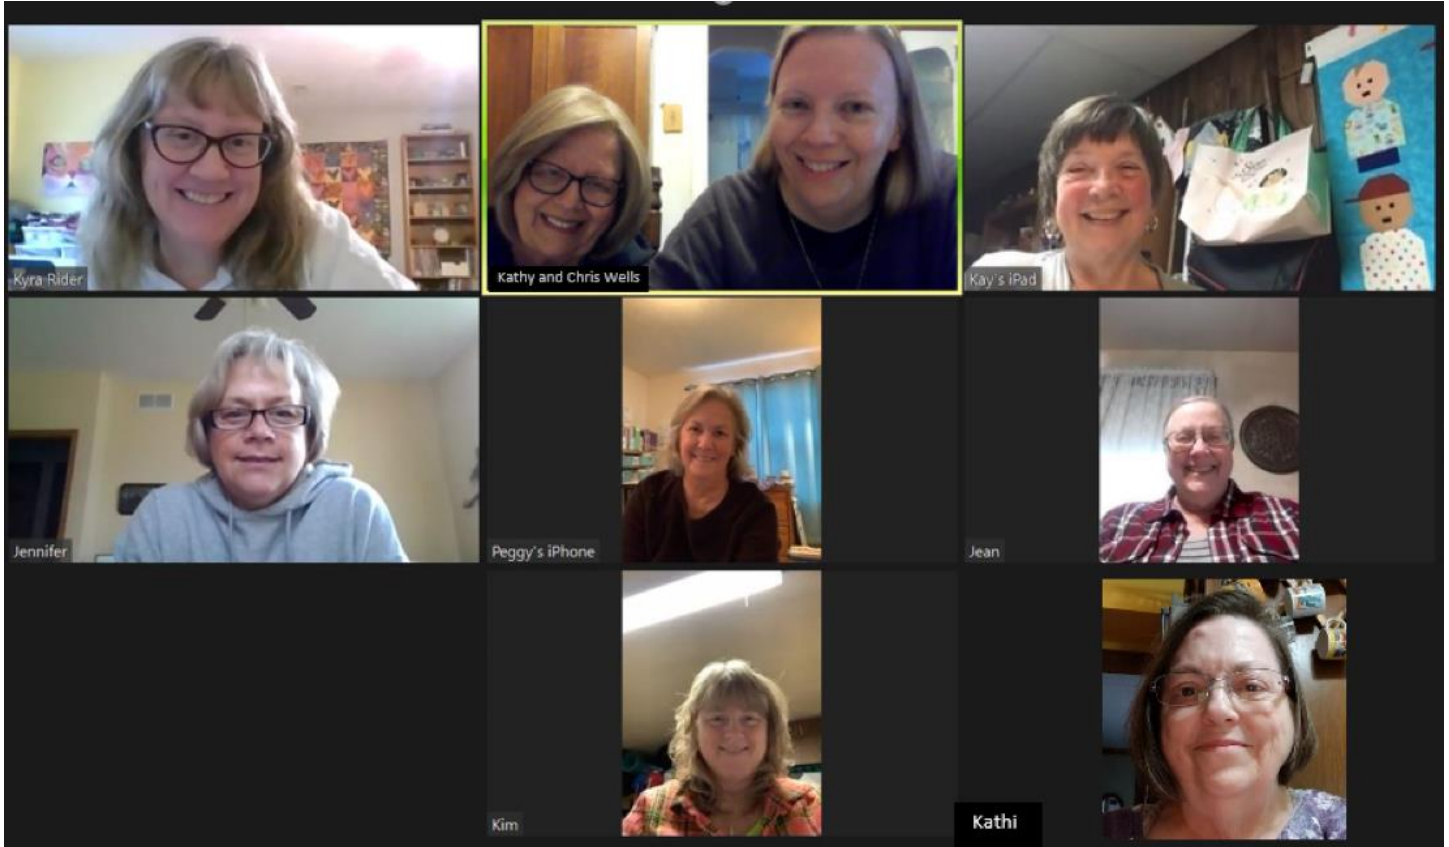 Kyra Rider
Kathy and Chris Wells
Kay's iPad
Jennifer
Peggy's iPhone
Jean
Kim
Kathi